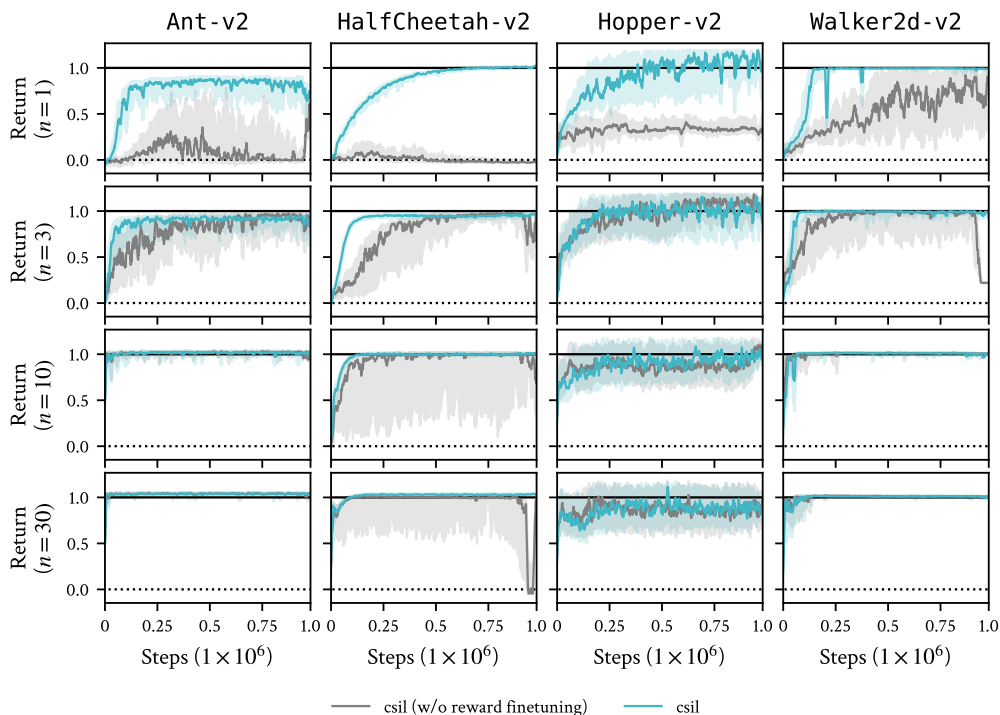 Ant-v2 HalfCheetah-v2 Hopper-v2 Walker2d-v2
Return
(n = 1)
1.0
0.5
0.0
Return
(n = 3)
1.0
0.5
0.0
Return
(n = 10)
1.0
0.5
0.0
Return
(n = 30)
1.0
0.5
0.0
0 0.25 0.5 0.75 1.0 0 0.25 0.5 0.75 1.0 0 0.25 0.5 0.75 1.0 0 0.25 0.5 0.75 1.0
Steps (1 × 10⁶) Steps (1 × 10⁶) Steps (1 × 10⁶) Steps (1 × 10⁶)
csil (w/o reward finetuning) csil